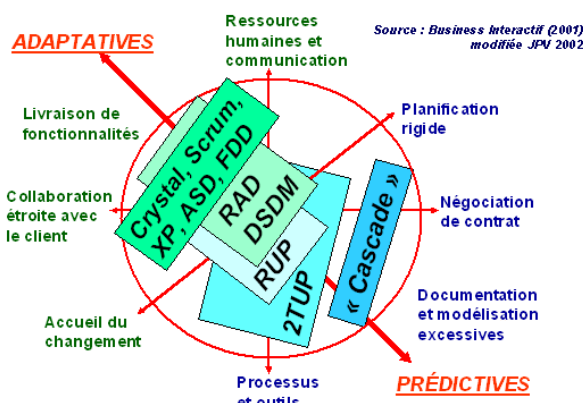 Ressources
humaines et
communication
Source : Business Interactif (2001)
modifiée JPV 2002
ADAPTATIVES
Livraison de
fonctionnalités
Planification
rigide
Crystal, Scrum,
XP, ASD, FDD
RAD
DSDM
RUP
2TUP
« Cascade »
Collaboration
étroite avec
le client
Négociation
de contrat
Accueil du
changement
Documentation
et modélisation
excessives
Processus
et outils
PRÉDICTIVES